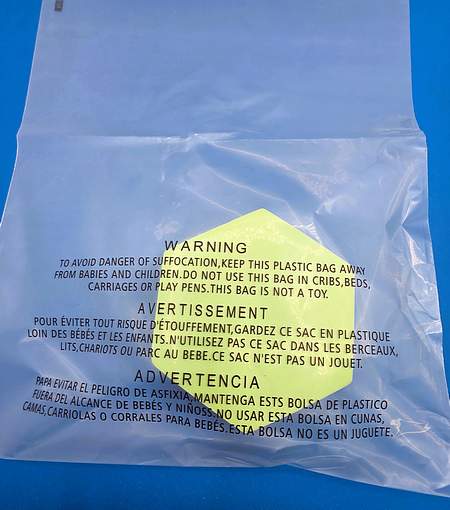 WARNING
TO AVOID DANGER OF SUFFOCATION,KEEP THIS PLASTIC BAG AWAY
FROM BABIES AND CHILDREN.DO NOT USE THIS BAG IN CRIBS,BEDS,
CARRIAGES OR PLAY PENS.THIS BAG IS NOT A TOY.
AVERTISSEMENT
POUR ÉVITER TOUT RISQUE D'ÉTOUFFEMENT,GARDEZ CE SAC EN PLASTIQUE
LOIN DES BÉBÉS ET LES ENFANTS.N'UTILISEZ PAS CE SAC DANS LES BERCEAUX,
LITS,CHARIOTS OU PARC AU BEBE.CE SAC N'EST PAS UN JOUET.
ADVERTENCIA
PAPA EVITAR EL PELIGRO DE ASFIXIA,MANTENGA ESTS BOLSA DE PLASTICO
FUERA DEL ALCANCE DE BEBÉS Y NIÑOSS.NO USAR ESTA BOLSA EN CUNAS,
CAMAS,CARRIOLAS O CORRALES PARA BEBÉS.ESTA BOLSA NO ES UN JUGUETE.